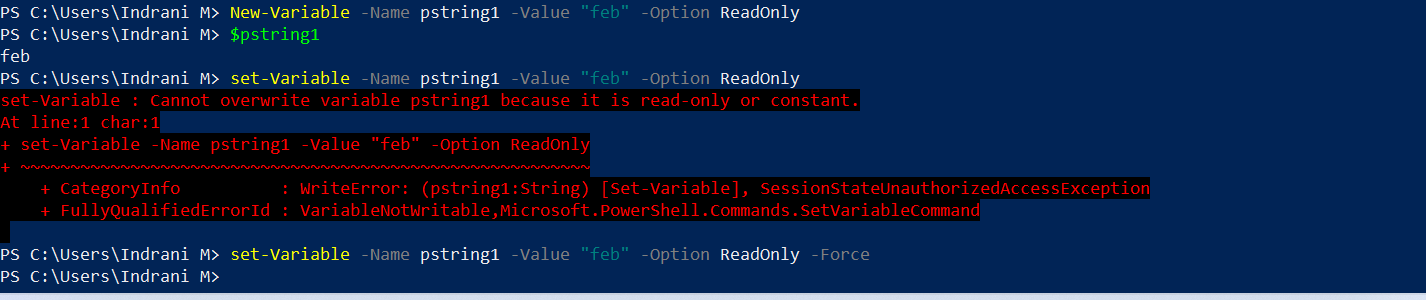 PS C:\Users\Indrani M> New-Variable -Name pstring1 -Value "feb" -Option ReadOnly
PS C:\Users\Indrani M> $pstring1
feb
PS C:\Users\Indrani M> set-Variable -Name pstring1 -Value "feb" -Option ReadOnly
set-Variable : Cannot overwrite variable pstring1 because it is read-only or constant.
At line:1 char:1
+ set-Variable -Name pstring1 -Value "feb" -Option ReadOnly
+ ~~~~~~~~~~~~~~~~~~~~~~~~~~~~~~~~~~~~~~~~~~~~~~~~~~~~~~~~~
    + CategoryInfo          : WriteError: (pstring1:String) [Set-Variable], SessionStateUnauthorizedAccessException
    + FullyQualifiedErrorId : VariableNotWritable,Microsoft.PowerShell.Commands.SetVariableCommand
PS C:\Users\Indrani M> set-Variable -Name pstring1 -Value "feb" -Option ReadOnly -Force
PS C:\Users\Indrani M>